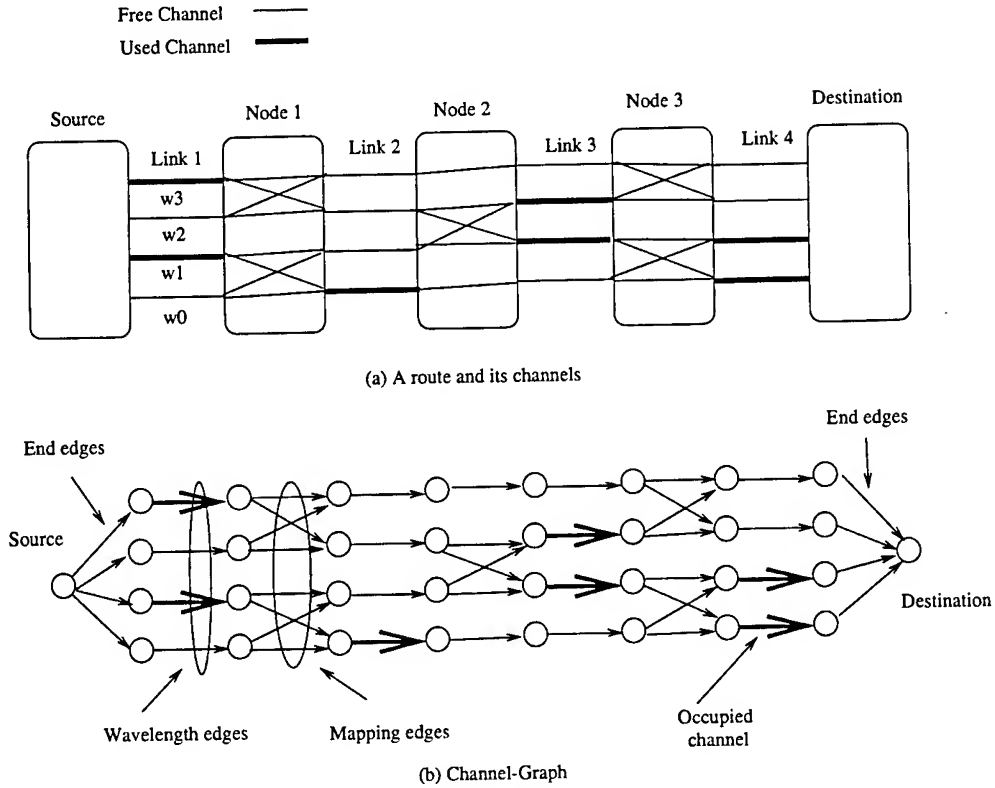 Free Channel
Used Channel
Source
Node 1
Node 2
Node 3
Destination
Link 1
Link 2
Link 3
Link 4
w3
w2
w1
w0
(a) A route and its channels
End edges
End edges
Source
Destination
Wavelength edges
Mapping edges
Occupied
channel
(b) Channel-Graph